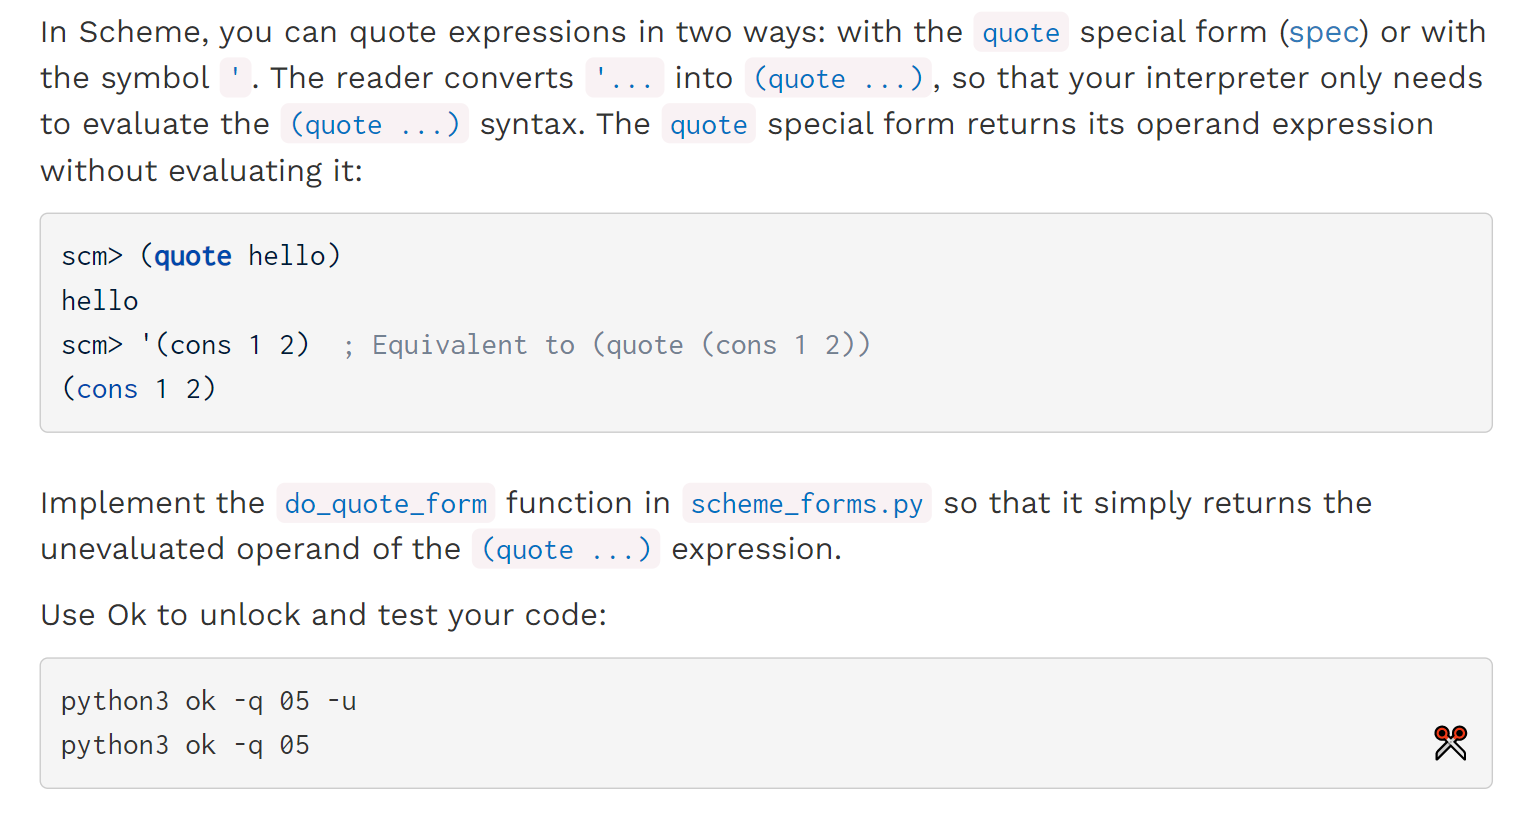 In Scheme, you can quote expressions in two ways: with the quote special form (spec) or with
the symbol '. The reader converts '... into (quote ...), so that your interpreter only needs
to evaluate the (quote ...) syntax. The quote special form returns its operand expression
without evaluating it:
scm> (quote hello)
hello
scm> '(cons 1 2)  ; Equivalent to (quote (cons 1 2))
(cons 1 2)
Implement the do_quote_form function in scheme_forms.py so that it simply returns the
unevaluated operand of the (quote ...) expression.
Use Ok to unlock and test your code:
python3 ok -q 05 -u
python3 ok -q 05